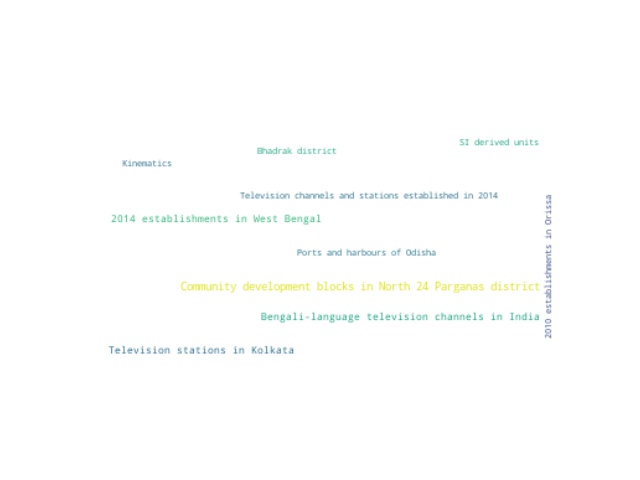 SI derived units
Bhadrak district
Kinematics
Television channels and stations established in 2014
2014 establishments in West Bengal
Ports and harbours of Odisha
Community development blocks in North 24 Parganas district
2010 establishments in Orissa
Bengali-language television channels in India
Television stations in Kolkata